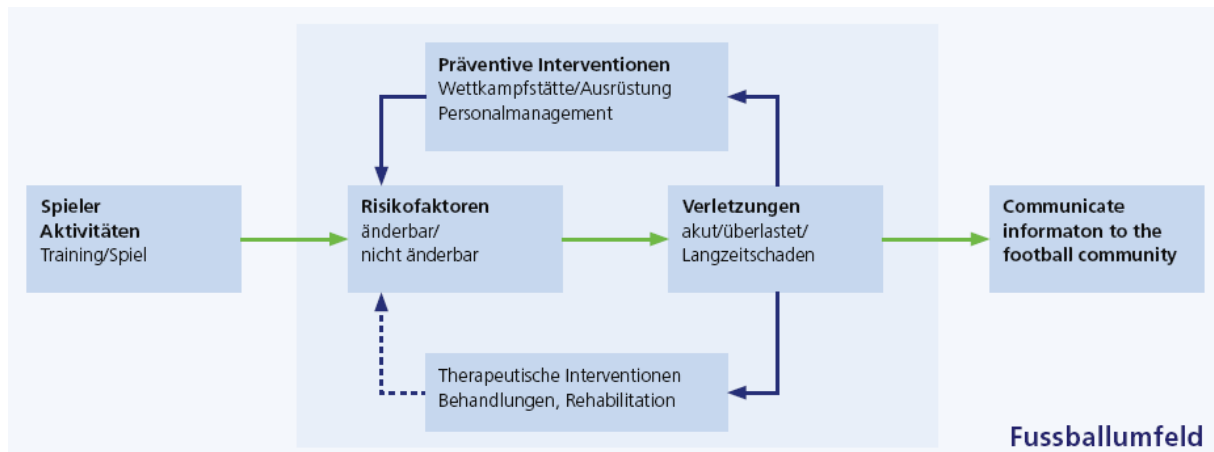 Präventive Interventionen
Wettkampfstätte/Ausrüstung
Personalmanagement
Spieler
Aktivitäten
Training/Spiel
Risikofaktoren
änderbar/
nicht änderbar
Verletzungen
akut/überlastet/
Langzeitschaden
Communicate
informaton to the
football community
Therapeutische Interventionen
Behandlungen, Rehabilitation
Fussballumfeld